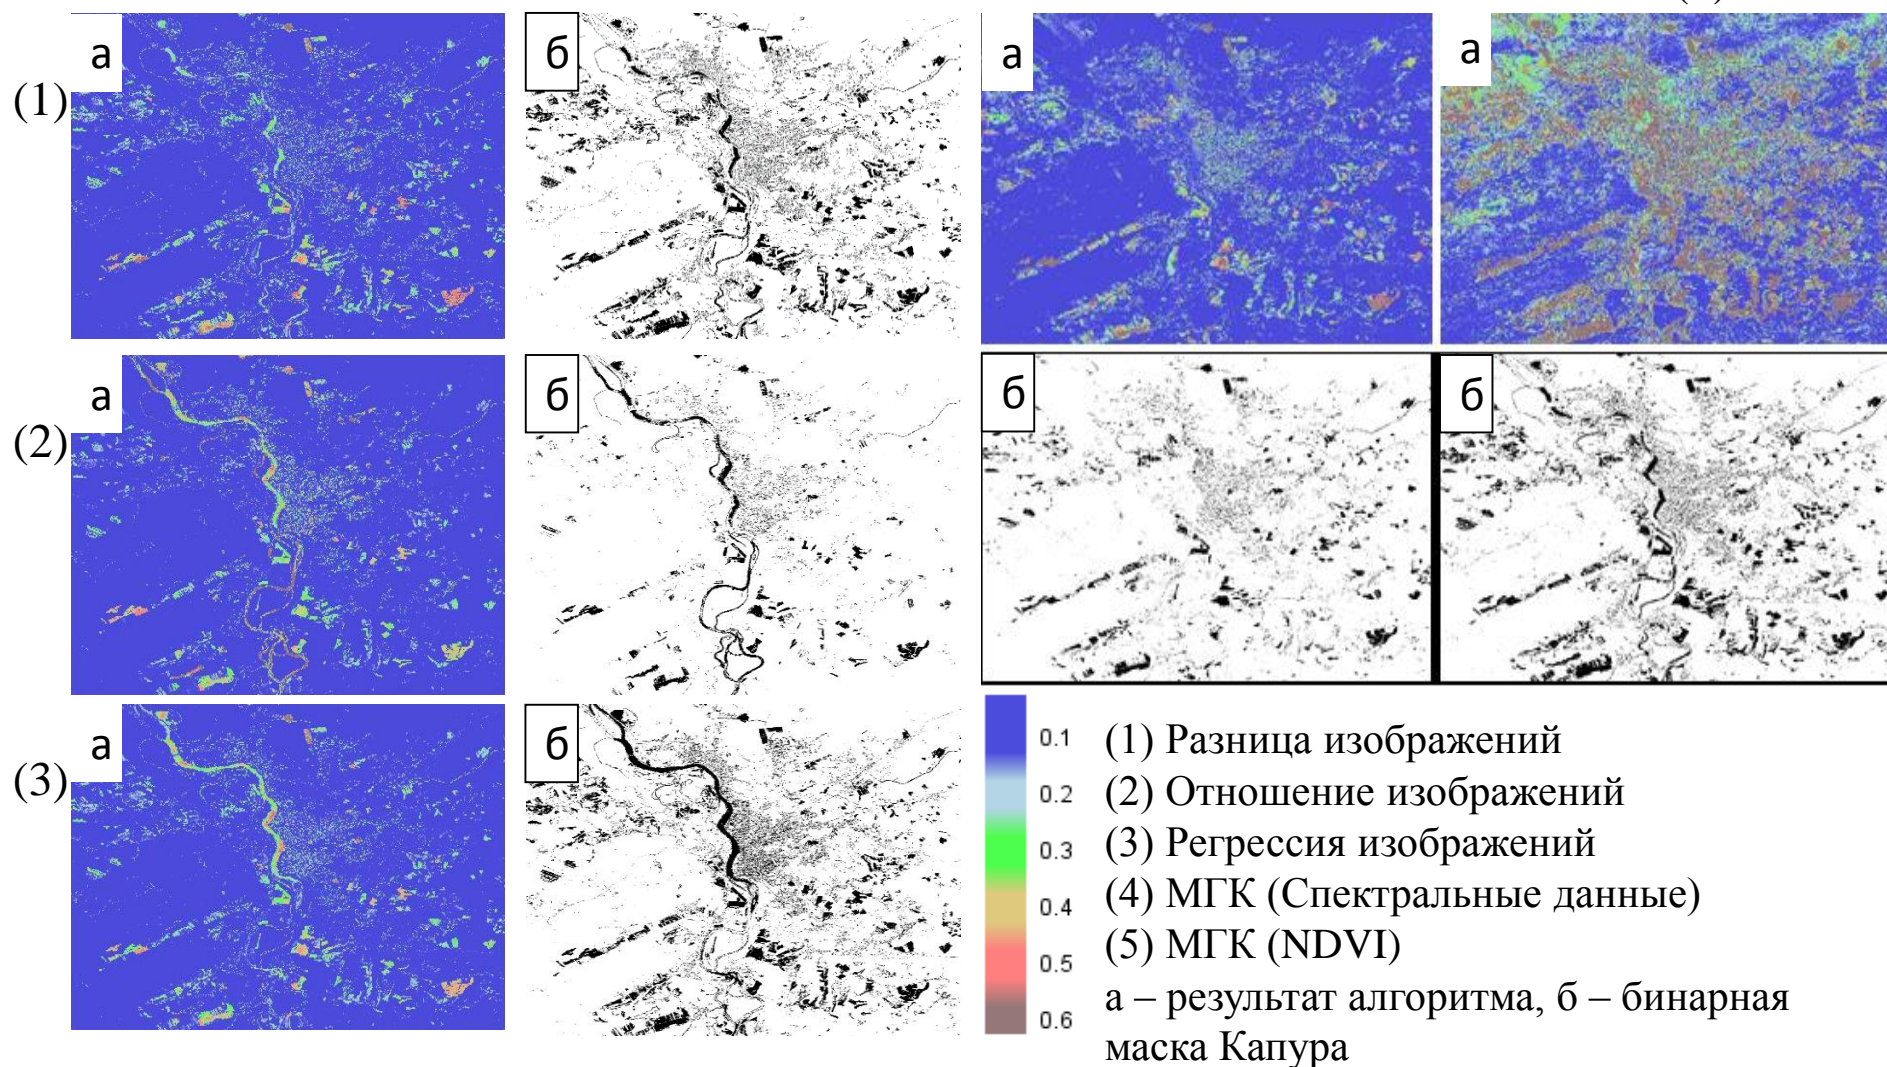 а
б
а
а
(1)
а
б
б
б
(2)
а
б
(3)
0.1
0.2
0.3
0.4
0.5
0.6
(1) Разница изображений
(2) Отношение изображений
(3) Регрессия изображений
(4) МГК (Спектральные данные)
(5) МГК (NDVI)
а – результат алгоритма, б – бинарная
маска Капура